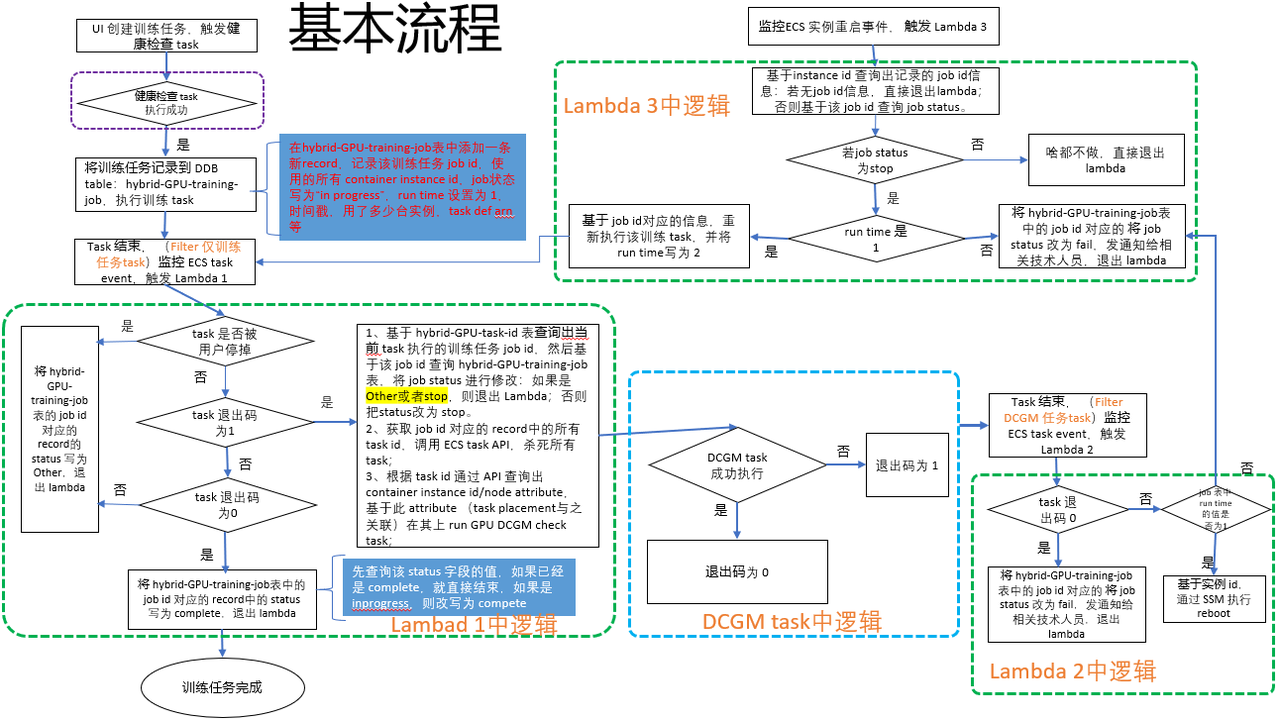 基本流程
UI 创建训练任务，触发健
康检查 task
健康检查 task
执行成功
是
将训练任务记录到 DDB
table：hybrid-GPU-training-
job，执行训练 task
在hybrid-GPU-training-job表中添加一条
新record，记录该训练任务 job id，使
用的所有 container instance id，job状态
写为“in progress”，run time 设置为 1，
时间戳，用了多少台实例，task def arn
等
Task 结束，（Filter 仅训练
任务task）监控 ECS task
event，触发 Lambda 1
监控ECS 实例重启事件，触发 Lambda 3
Lambda 3中逻辑
基于instance id 查询出记录的 job id信
息：若无job id信息，直接退出lambda；
否则基于该 job id 查询 job status。
若job status
为stop
否
啥都不做，直接退出
lambda
是
run time 是
1
是
否
基于 job id对应的信息，重
新执行该训练 task，并将
run time写为 2
将 hybrid-GPU-training-job表
中的 job id 对应的 将 job
status 改为 fail，发通知给
相关技术人员，退出 lambda
task 是否被
用户停掉
是
否
将 hybrid-
GPU-
training-job
表的 job id
对应的
record的
status 写为
Other，退
出 lambda
task 退出码
为1
是
否
task 退出码
为0
否
是
1、基于 hybrid-GPU-task-id 表查询出当
前 task 执行的训练任务 job id，然后基
于该 job id 查询 hybrid-GPU-training-job
表，将 job status 进行修改：如果是
Other或者stop，则退出 Lambda；否则
把status改为 stop。
2、获取 job id 对应的 record中的所有
task id，调用 ECS task API，杀死所有
task；
3、根据 task id 通过 API 查询出
container instance id/node attribute，
基于此 attribute （task placement与之
关联）在其上 run GPU DCGM check
task；
将 hybrid-GPU-training-job表中的
job id 对应的 record中的 status
写为 complete，退出 lambda
先查询该 status 字段的值，如果已经
是 complete，就直接结束，如果是
inprogress，则改写为 compete
Lambad 1中逻辑
训练任务完成
DCGM task
成功执行
否
退出码为 1
是
退出码为 0
DCGM task中逻辑
Task 结束，（Filter
DCGM 任务task）监控
ECS task event，触发
Lambda 2
task 退
出码 0
否
是
job 表中
run time
的值是
否为1
否
是
将 hybrid-GPU-training-job
表中的 job id 对应的 将 job
status 改为 fail，发通知给
相关技术人员，退出
lambda
基于实例 id，
通过 SSM 执行
reboot
Lambda 2中逻辑